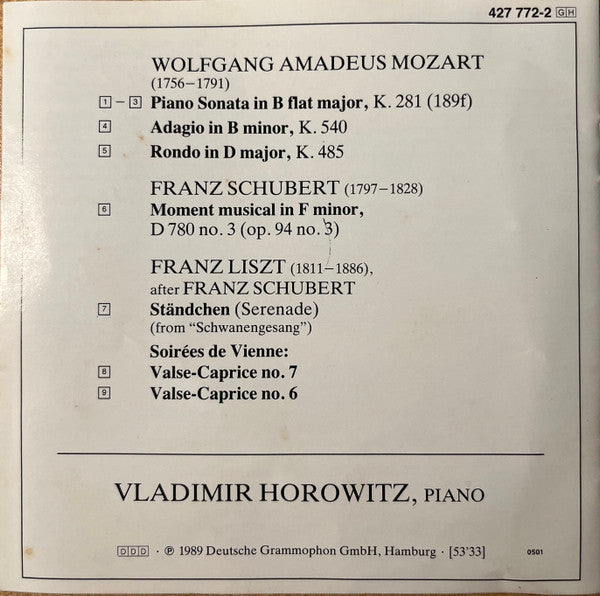 427 772-2 GH
WOLFGANG AMADEUS MOZART
(1756–1791)
1 – 3 Piano Sonata in B flat major, K. 281 (189f)
4 Adagio in B minor, K. 540
5 Rondo in D major, K. 485
FRANZ SCHUBERT (1797–1828)
6 Moment musical in F minor,
D 780 no. 3 (op. 94 no. 3)
FRANZ LISZT (1811–1886),
after FRANZ SCHUBERT
7 Ständchen (Serenade)
(from “Schwanengesang”)
Soirées de Vienne:
8 Valse-Caprice no. 7
9 Valse-Caprice no. 6
VLADIMIR HOROWITZ, PIANO
DDD · ℗ 1989 Deutsche Grammophon GmbH, Hamburg · [53'33]
0501